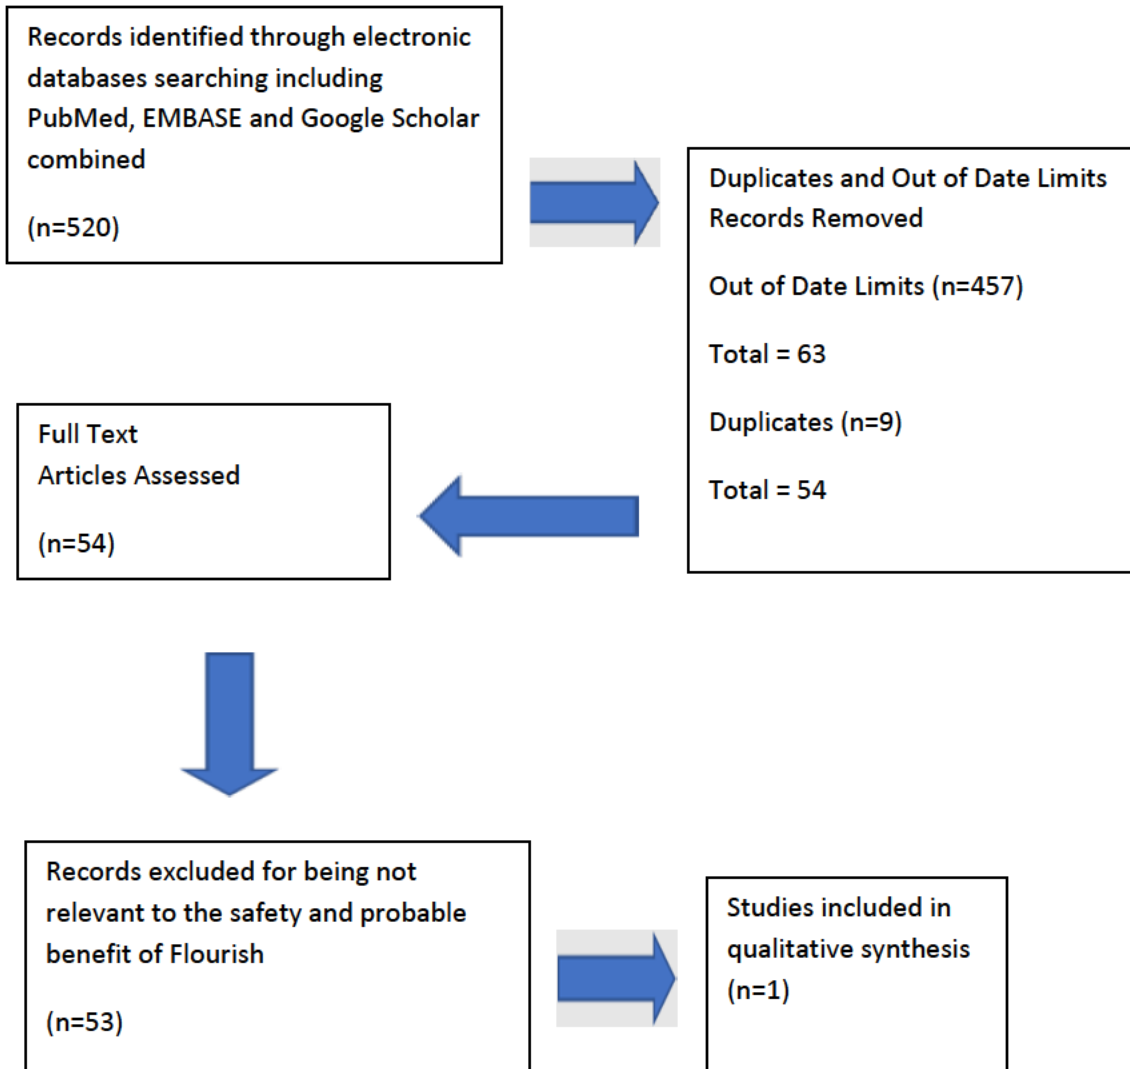 Records identified through electronic
databases searching including
PubMed, EMBASE and Google Scholar
combined
(n=520)
Duplicates and Out of Date Limits
Records Removed
Out of Date Limits (n=457)
Total = 63
Duplicates (n=9)
Total = 54
Full Text
Articles Assessed
(n=54)
Records excluded for being not
relevant to the safety and probable
benefit of Flourish
(n=53)
Studies included in
qualitative synthesis
(n=1)